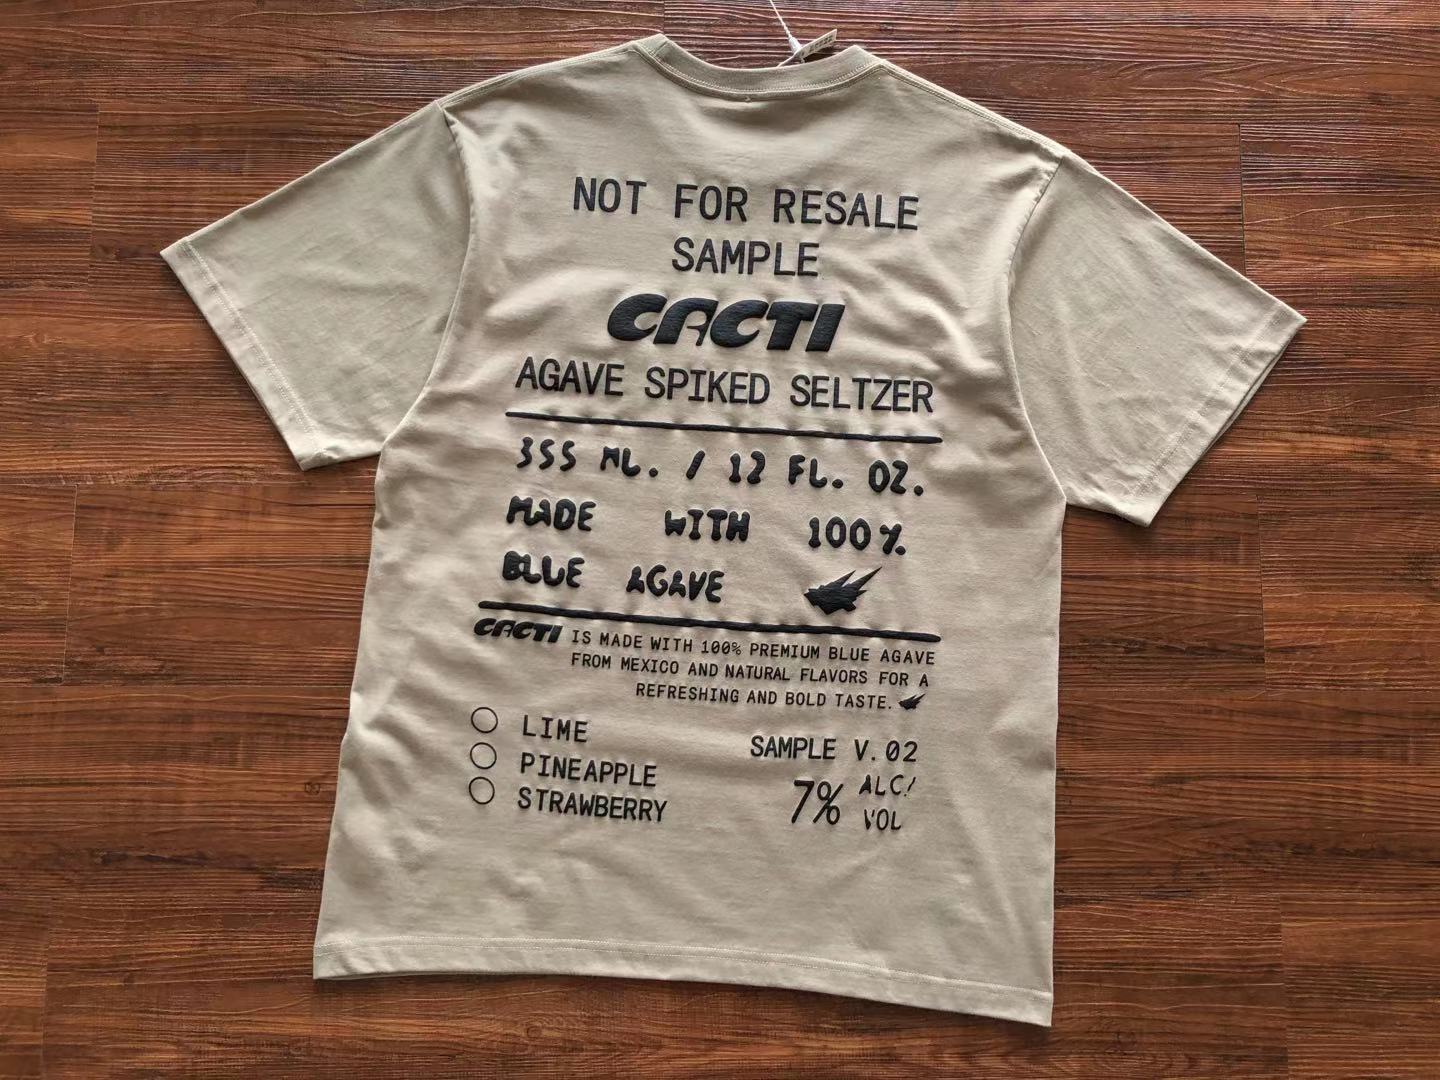 NOT FOR RESALE
SAMPLE
CACTI
AGAVE SPIKED SELTZER
355 ML. / 12 FL. OZ.
MADE WITH 100%
BLUE AGAVE
CACTI IS MADE WITH 100% PREMIUM BLUE AGAVE
FROM MEXICO AND NATURAL FLAVORS FOR A
REFRESHING AND BOLD TASTE.
LIME
PINEAPPLE
STRAWBERRY
SAMPLE V.02
7% ALC/
VOL